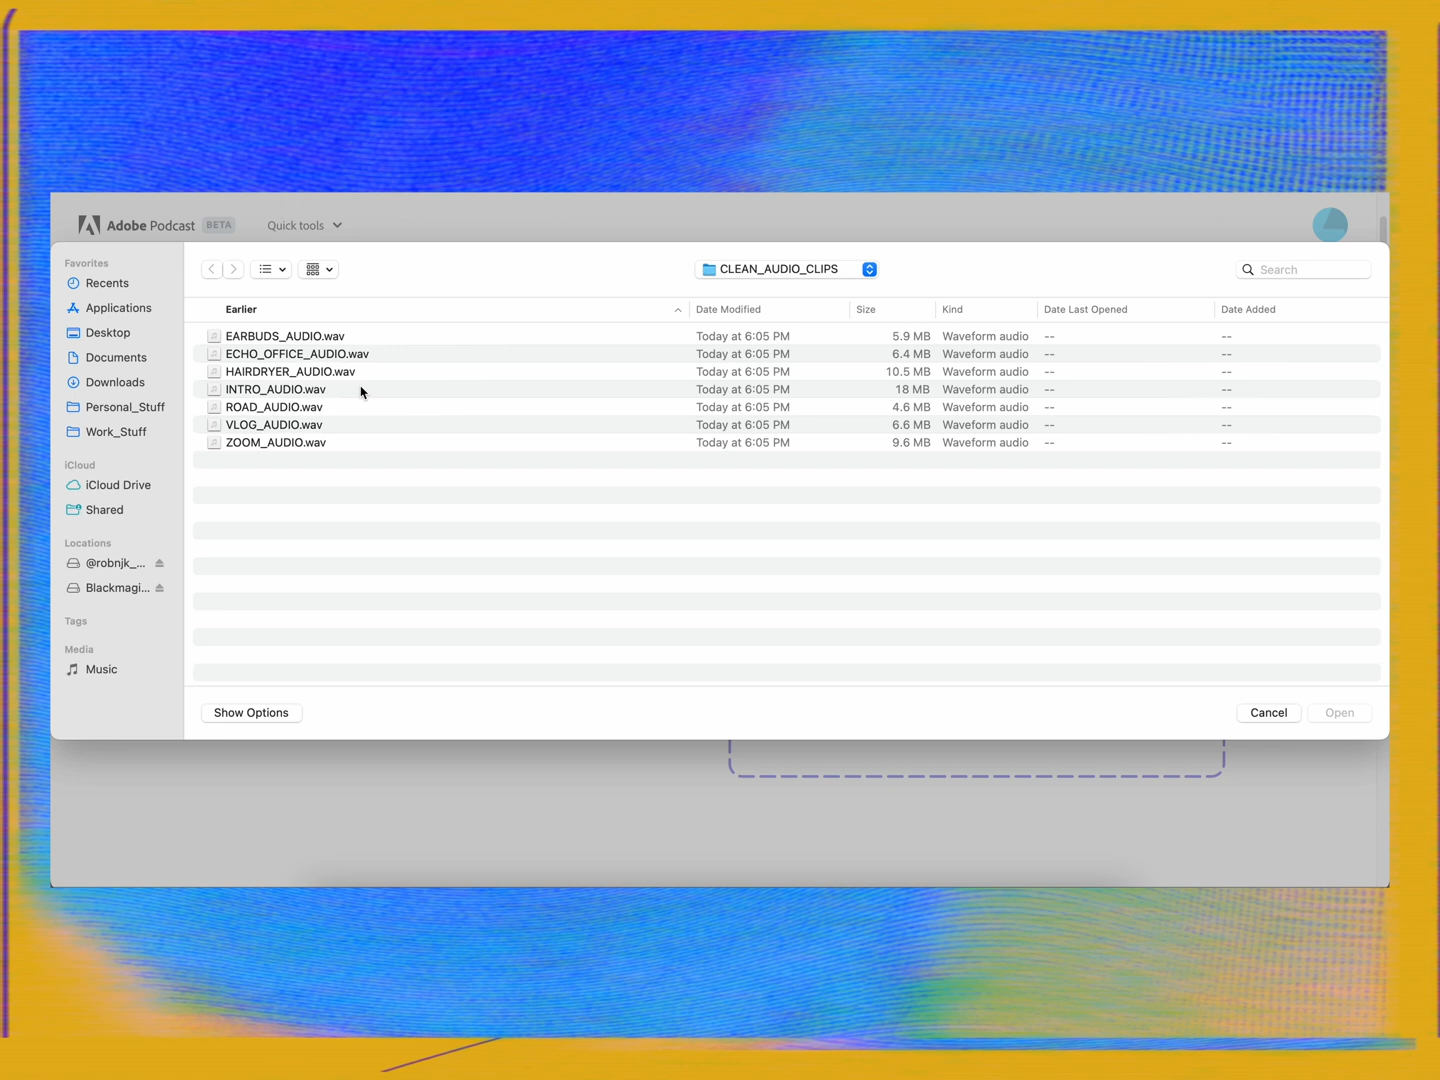 Adobe Podcast BETA Quick tools
Favorites
Recents
Applications
Desktop
Documents
Downloads
Personal_Stuff
Work_Stuff
iCloud
iCloud Drive
Shared
Locations
@robnjk_...
Blackmagi...
Tags
Media
Music
CLEAN_AUDIO_CLIPS
Search
Earlier Date Modified Size Kind Date Last Opened Date Added
EARBUDS_AUDIO.wav Today at 6:05 PM 5.9 MB Waveform audio -- --
ECHO_OFFICE_AUDIO.wav Today at 6:05 PM 6.4 MB Waveform audio -- --
HAIRDRYER_AUDIO.wav Today at 6:05 PM 10.5 MB Waveform audio -- --
INTRO_AUDIO.wav Today at 6:05 PM 18 MB Waveform audio -- --
ROAD_AUDIO.wav Today at 6:05 PM 4.6 MB Waveform audio -- --
VLOG_AUDIO.wav Today at 6:05 PM 6.6 MB Waveform audio -- --
ZOOM_AUDIO.wav Today at 6:05 PM 9.6 MB Waveform audio -- --
Show Options Cancel Open